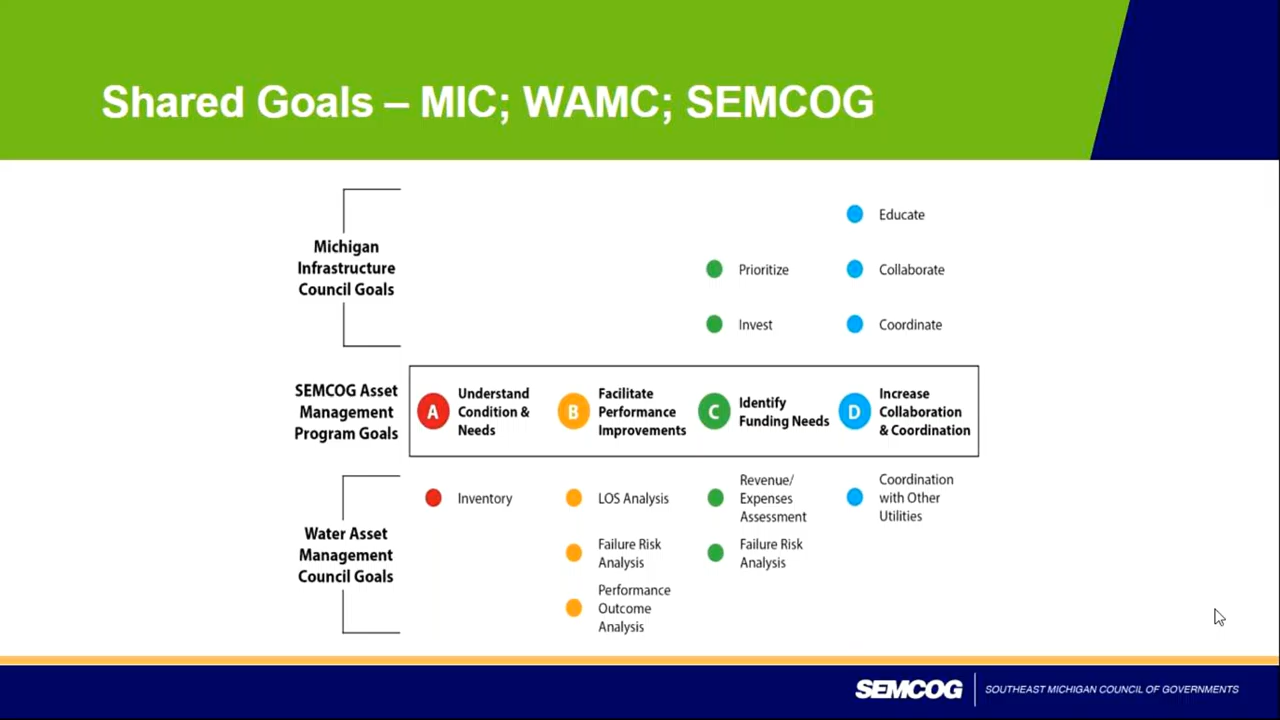 Shared Goals – MIC; WAMC; SEMCOG
Michigan
Infrastructure
Council Goals
Educate
Prioritize
Collaborate
Invest
Coordinate
SEMCOG Asset
Management
Program Goals
A
Understand
Condition &
Needs
B
Facilitate
Performance
Improvements
C
Identify
Funding Needs
D
Increase
Collaboration
& Coordination
Water Asset
Management
Council Goals
Inventory
LOS Analysis
Failure Risk
Analysis
Performance
Outcome
Analysis
Revenue/
Expenses
Assessment
Failure Risk
Analysis
Coordination
with Other
Utilities
SEMCOG
SOUTHEAST MICHIGAN COUNCIL OF GOVERNMENTS